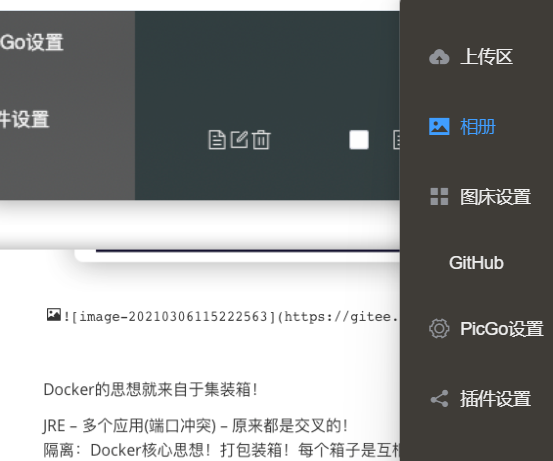 Go设置
件设置
上传区
相册
图床设置
GitHub
PicGo设置
插件设置
![image-20210306115222563](https://gitee.
Docker的思想就来自于集装箱！
JRE – 多个应用(端口冲突) – 原来都是交叉的！
隔离：Docker核心思想！打包装箱！每个箱子是互相